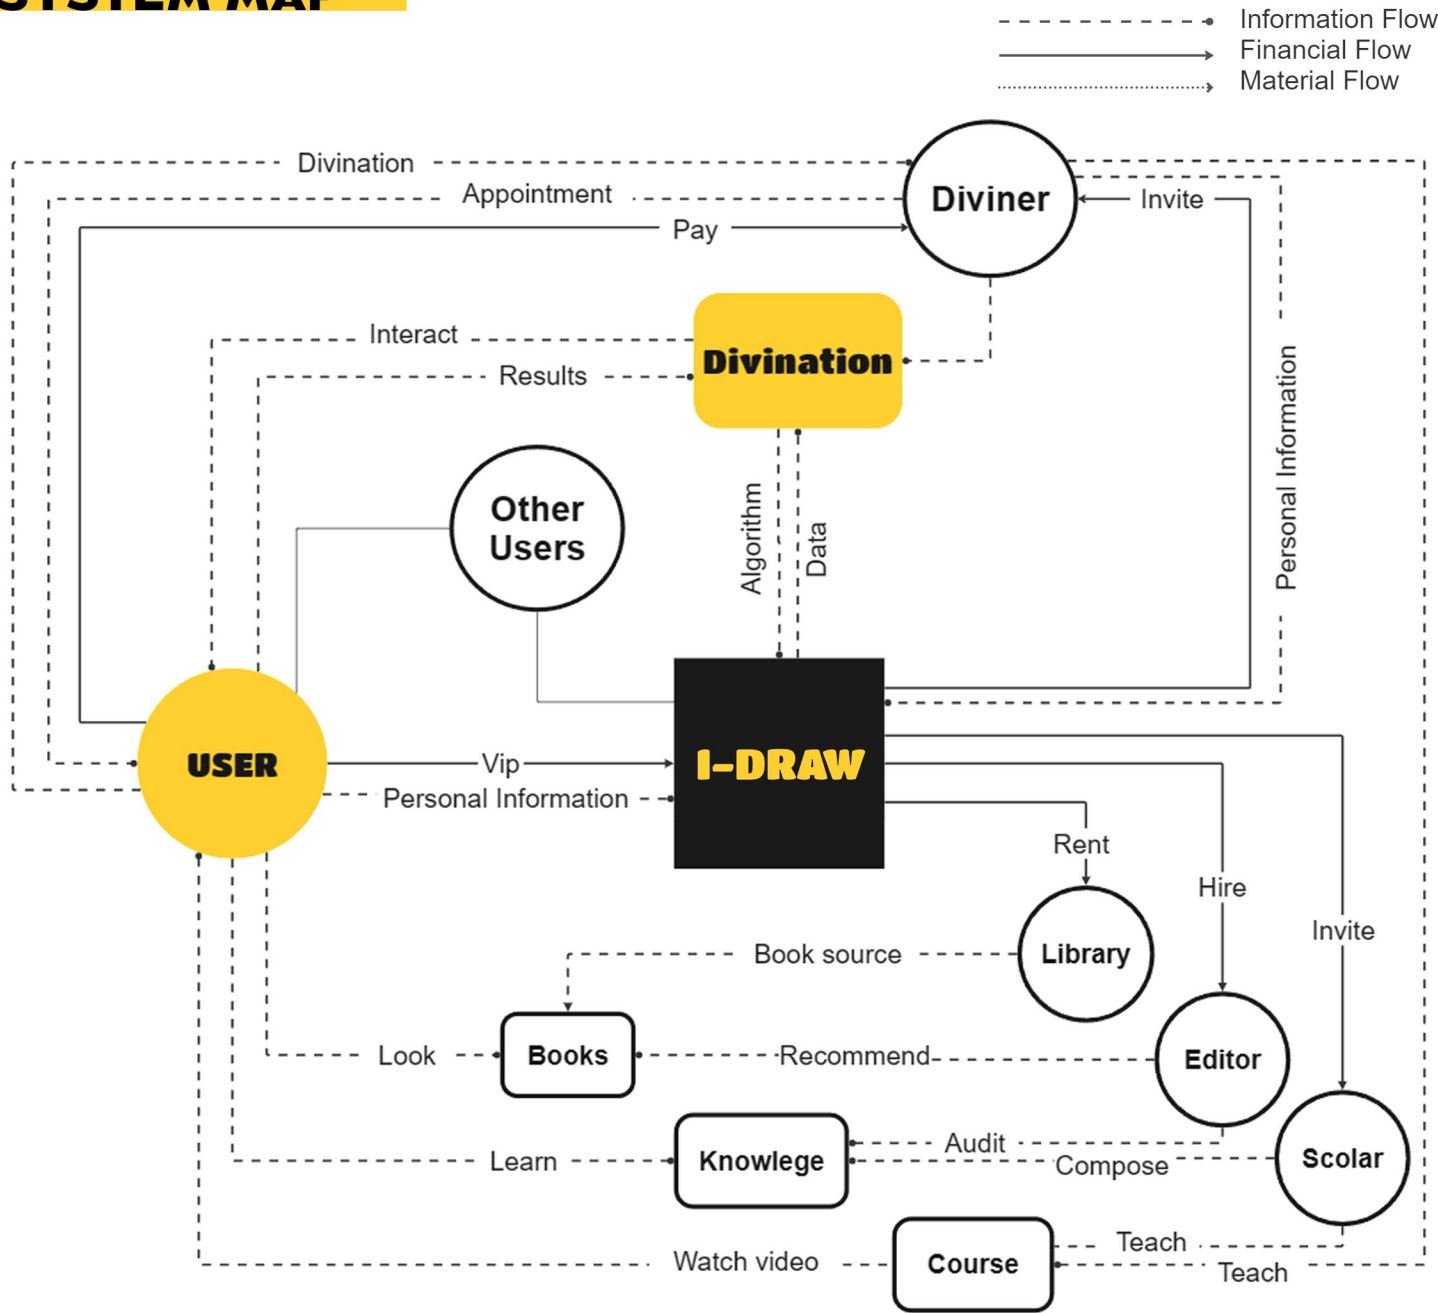 SYSTEM MAP
Information Flow
Financial Flow
Material Flow
Divination
Appointment
Pay
Diviner
Invite
Interact
Results
Divination
Personal Information
Other
Users
Algorithm
Data
USER
Vip
Personal Information
I-DRAW
Rent
Hire
Invite
Book source
Library
Look
Books
Recommend
Editor
Learn
Knowlege
Audit
Compose
Scolar
Watch video
Course
Teach
Teach